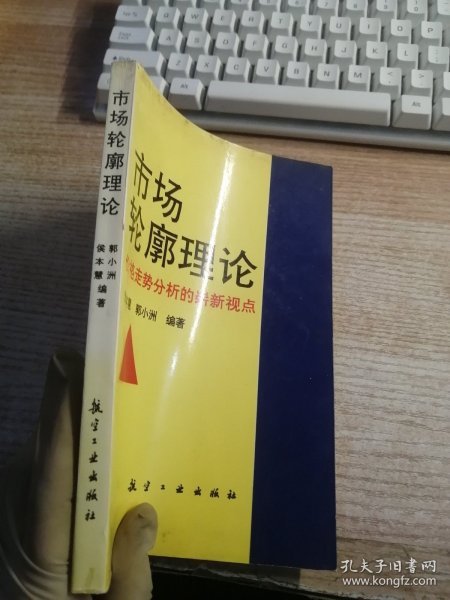 市场轮廓理论
郭小洲
侯本慧 编著
航空工业出版社
市场
轮廓理论
走势分析的崭新视点
郭小洲 编著
航空工业出版社
孔夫子旧书网
www.kongfz.com